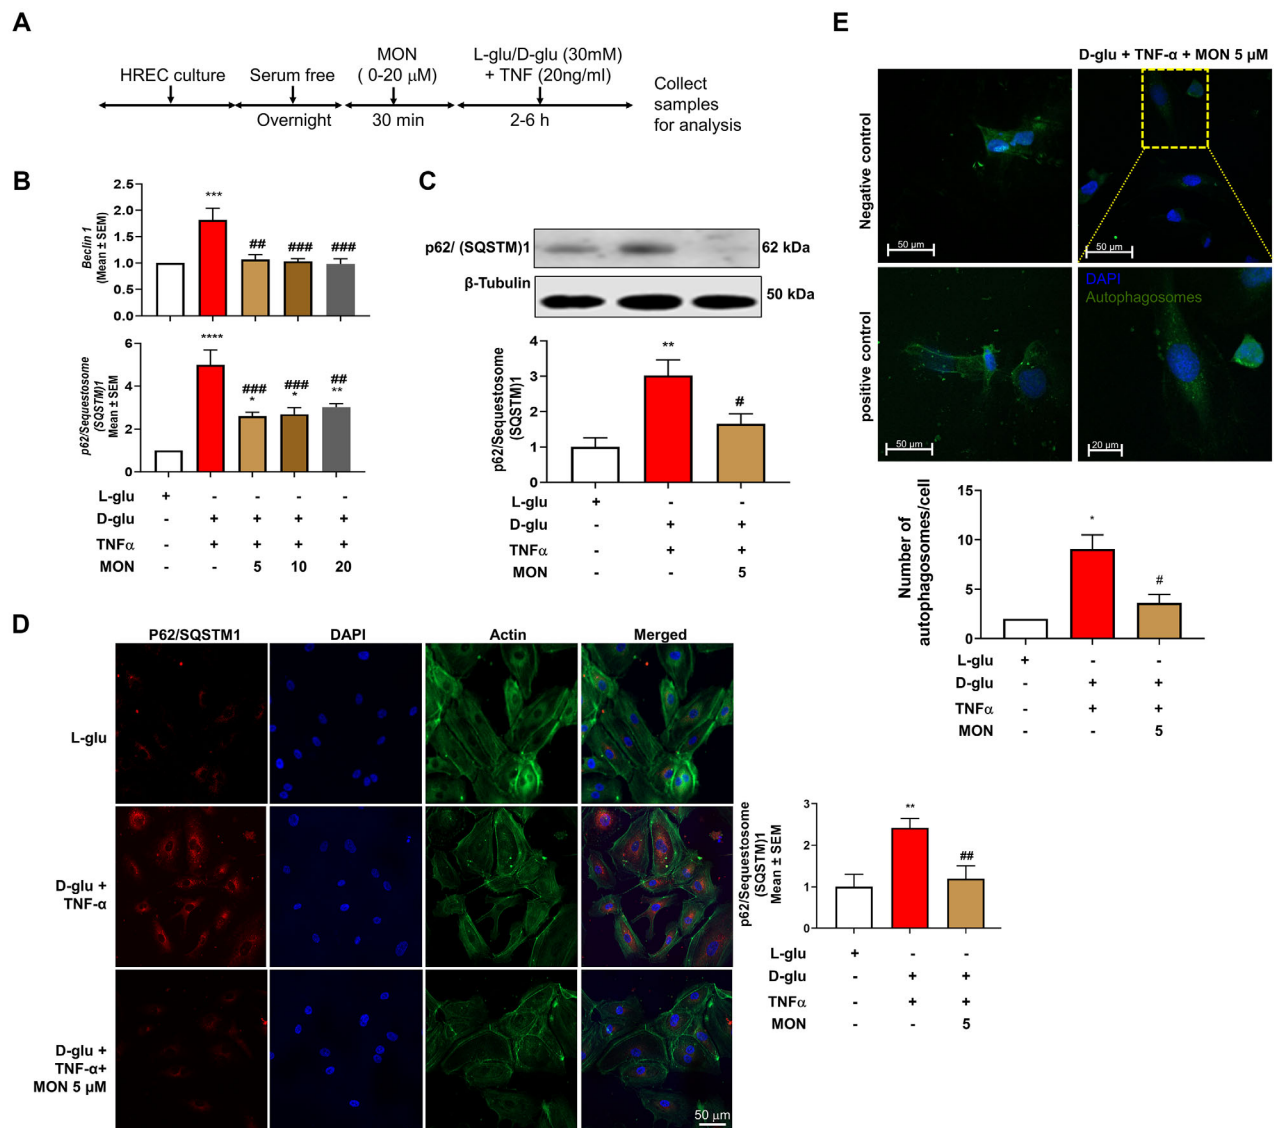 A
HREC culture
Serum free
Overnight
MON
( 0-20 μM)
30 min
L-glu/D-glu (30mM)
+ TNF (20ng/ml)
2-6 h
Collect
samples
for analysis
B
Beclin 1
(Mean ± SEM)
2.5
2.0
1.5
1.0
0.5
0.0
***
##
###
###
p62/Sequestosome
(SQSTM)1
Mean ± SEM
6
4
2
0
****
###
*
###
*
##
**
L-glu + - - - -
D-glu - + + + +
TNFα - + + + +
MON - - 5 10 20
C
p62/ (SQSTM)1
62 kDa
β-Tubulin
50 kDa
p62/Sequestosome
(SQSTM)1
4
3
2
1
0
**
#
L-glu + - -
D-glu - + +
TNFα - + +
MON - - 5
D
P62/SQSTM1
DAPI
Actin
Merged
L-glu
D-glu +
TNF-α
D-glu +
TNF-α+
MON 5 μM
50 μm
p62/Sequestosome
(SQSTM)1
Mean ± SEM
3
2
1
0
**
##
L-glu + - -
D-glu - + +
TNFα - + +
MON - - 5
E
D-glu + TNF-α + MON 5 μM
Negative control
50 μm
50 μm
positive control
50 μm
DAPI
Autophagosomes
20 μm
Number of
autophagosomes/cell
15
10
5
0
*
#
L-glu + - -
D-glu - + +
TNFα - + +
MON - - 5